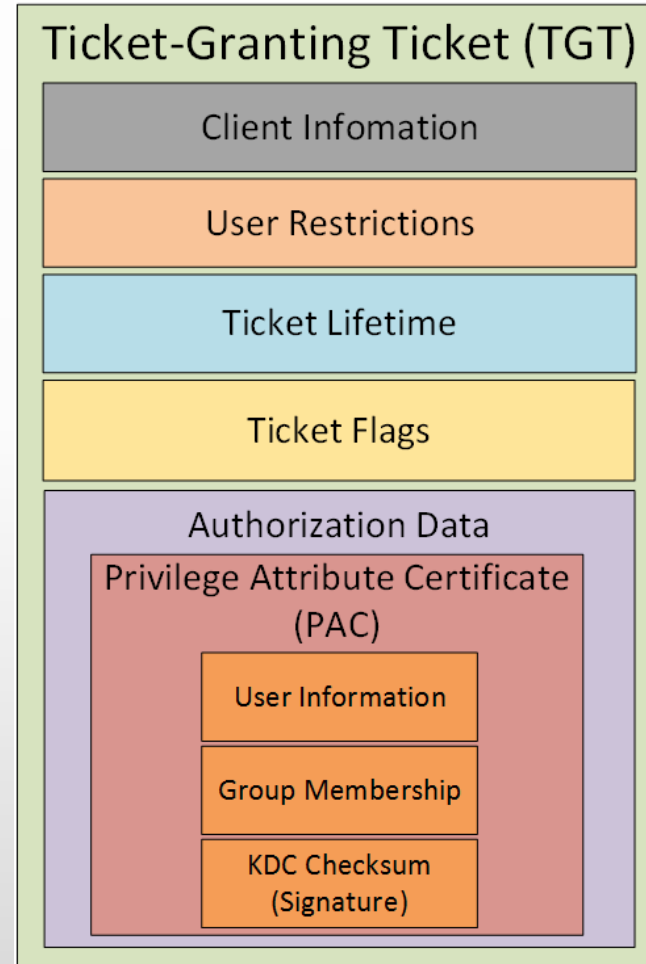 Ticket-Granting Ticket (TGT)
Client Infomation
User Restrictions
Ticket Lifetime
Ticket Flags
Authorization Data
Privilege Attribute Certificate
(PAC)
User Information
Group Membership
KDC Checksum
(Signature)